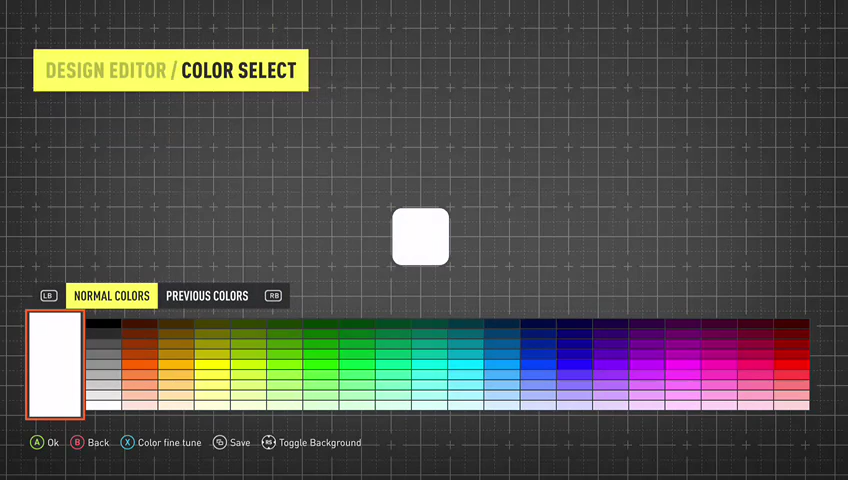 DESIGN EDITOR / COLOR SELECT
LB NORMAL COLORS PREVIOUS COLORS RB
A Ok B Back X Color fine tune Save RS Toggle Background